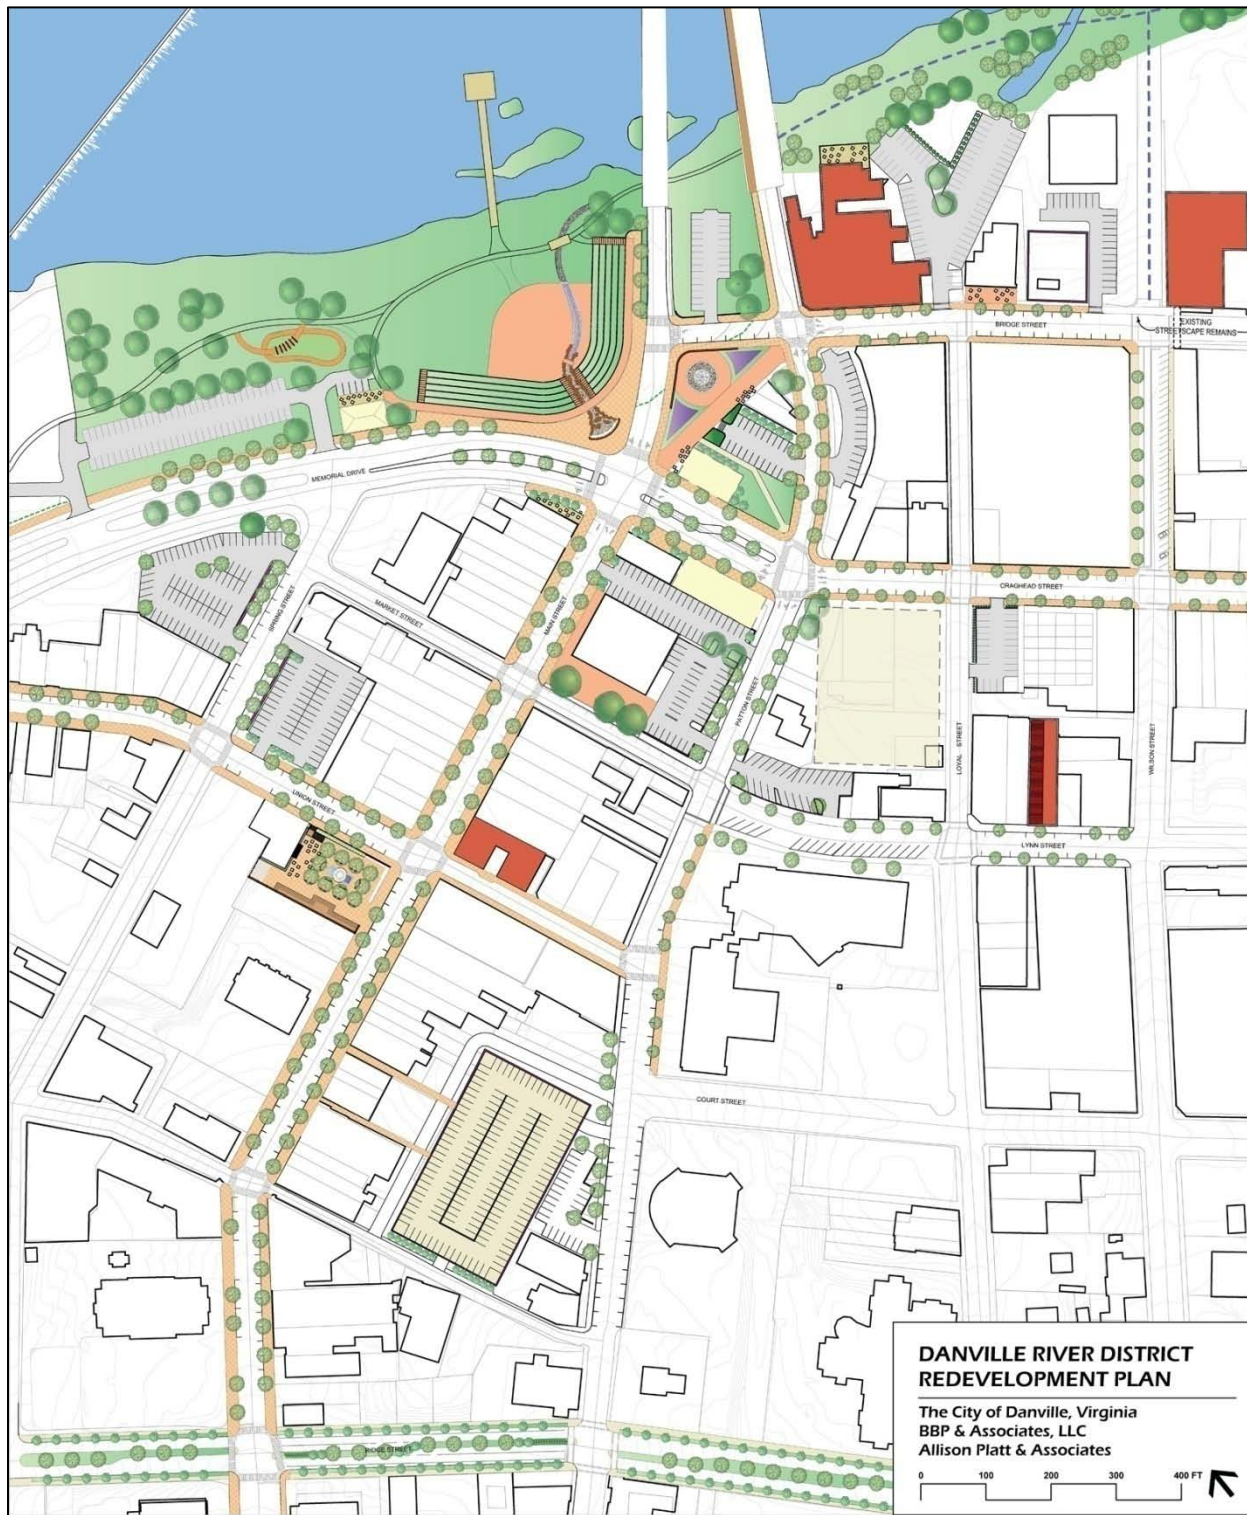 BRIDGE STREET
EXISTING
STREETSCAPE REMAINS
MEMORIAL DRIVE
CRAGHEAD STREET
SPRING STREET
MARKET STREET
MAIN STREET
PATTON STREET
LOYAL STREET
WILSON STREET
UNION STREET
LYNN STREET
COURT STREET
RIDGE STREET
DANVILLE RIVER DISTRICT
REDEVELOPMENT PLAN
The City of Danville, Virginia
BBP & Associates, LLC
Allison Platt & Associates
0 100 200 300 400 FT